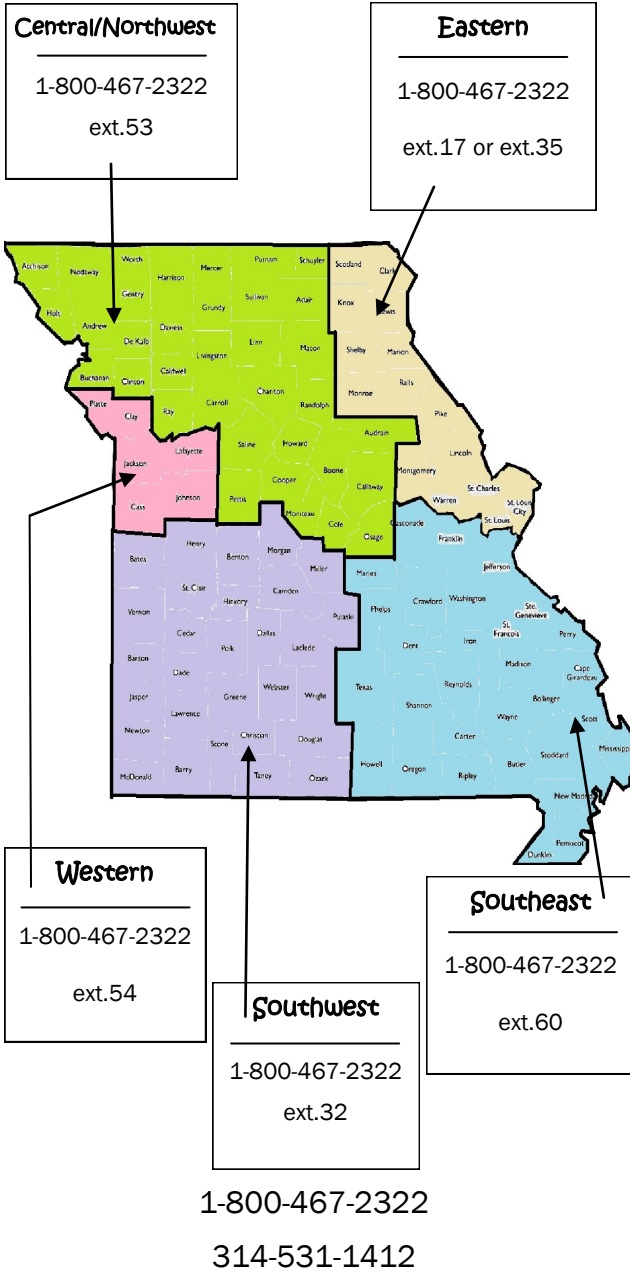 Central/Northwest
1-800-467-2322
ext.53
Eastern
1-800-467-2322
ext.17 or ext.35
Atchison
Nodaway
Worth
Gentry
Harrison
Mercer
Putnam
Schuyler
Holt
Andrew
De Kalb
Daviess
Grundy
Sullivan
Adair
Buchanan
Clinton
Caldwell
Livingston
Linn
Macon
Ray
Carroll
Chariton
Randolph
Saline
Howard
Audrain
Pettis
Cooper
Boone
Callaway
Moniteau
Cole
Osage
Scotland
Clark
Knox
Lewis
Shelby
Marion
Monroe
Ralls
Pike
Lincoln
Montgomery
Warren
St. Charles
St. Louis
St. Louis
City
Platte
Clay
Jackson
Lafayette
Cass
Johnson
Bates
Henry
Benton
Morgan
Miller
St. Clair
Hickory
Camden
Vernon
Pulaski
Cedar
Polk
Dallas
Laclede
Barton
Dade
Jasper
Greene
Webster
Wright
Lawrence
Newton
Stone
Christian
Douglas
McDonald
Barry
Taney
Ozark
Gasconade
Franklin
Jefferson
Maries
Phelps
Crawford
Washington
Ste.
Genevieve
St.
Francois
Perry
Dent
Iron
Madison
Cape
Girardeau
Texas
Shannon
Reynolds
Bollinger
Wayne
Scott
Carter
Stoddard
Mississippi
Howell
Oregon
Ripley
Butler
New Madrid
Pemiscot
Dunklin
Western
1-800-467-2322
ext.54
Southwest
1-800-467-2322
ext.32
Southeast
1-800-467-2322
ext.60
1-800-467-2322
314-531-1412